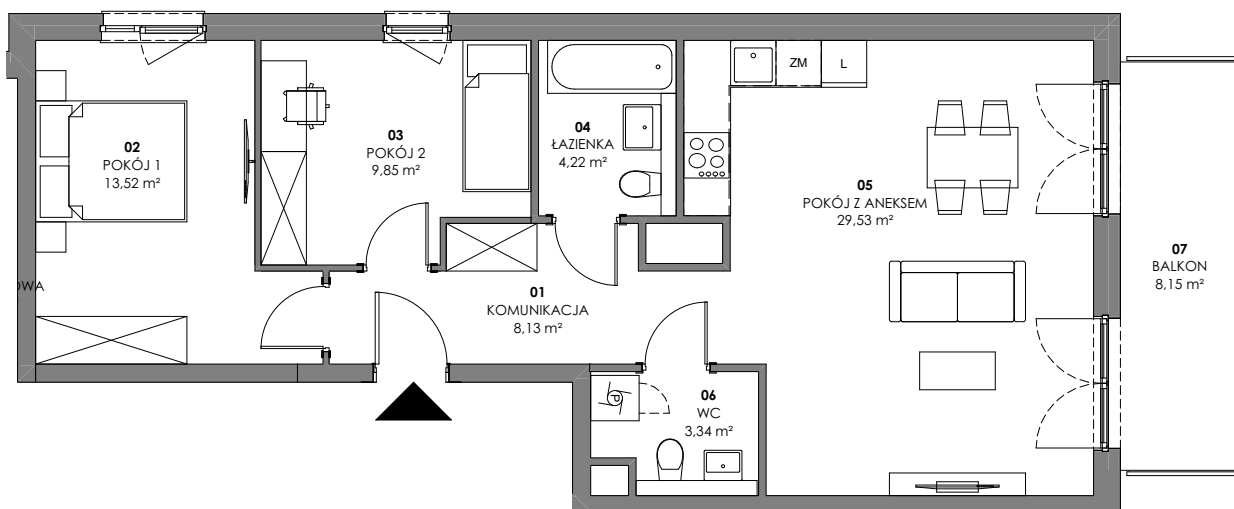 02
POKÓJ 1
13,52 m²
03
POKÓJ 2
9,85 m²
04
ŁAZIENKA
4,22 m²
ZM
L
05
POKÓJ Z ANEKSEM
29,53 m²
07
BALKON
8,15 m²
OWA
01
KOMUNIKACJA
8,13 m²
P
06
WC
3,34 m²